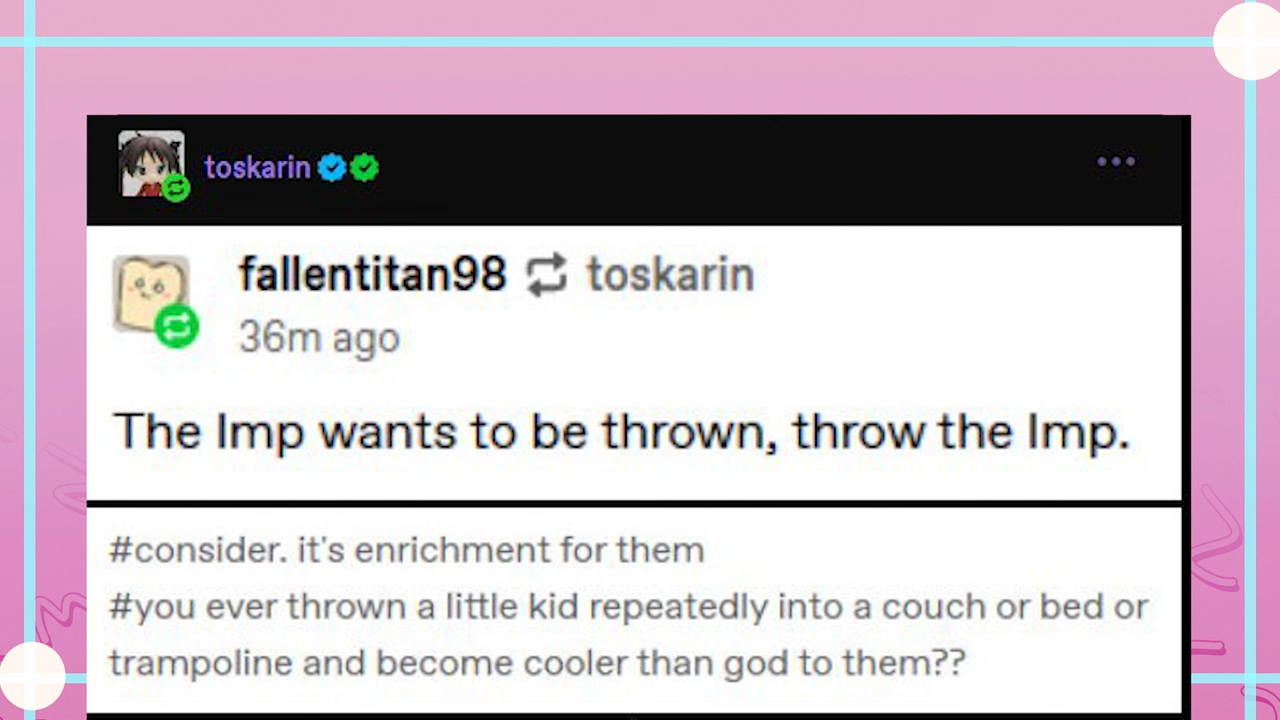 toskarin
fallentitan98 toskarin
36m ago
The Imp wants to be thrown, throw the Imp.
#consider. it's enrichment for them
#you ever thrown a little kid repeatedly into a couch or bed or
trampoline and become cooler than god to them??